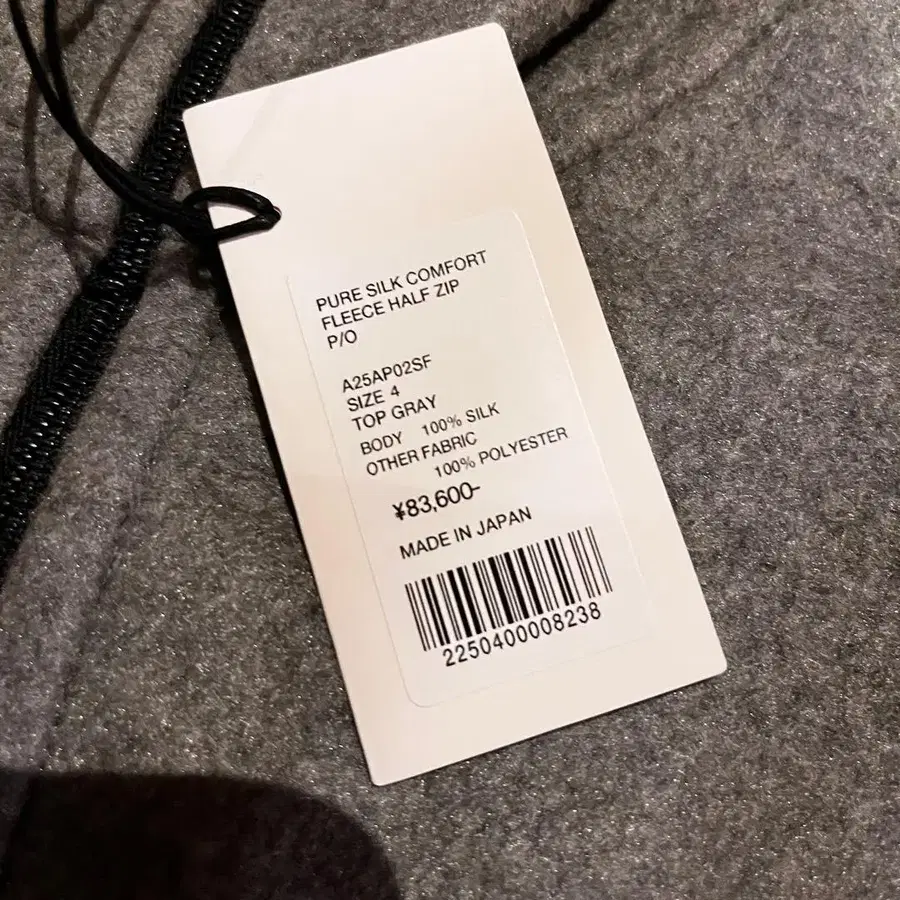 PURE SILK COMFORT
FLEECE HALF ZIP
P/O
A25AP02SF
SIZE 4
TOP GRAY
BODY 100% SILK
OTHER FABRIC
100% POLYESTER
¥83,600-
MADE IN JAPAN
2250400008238